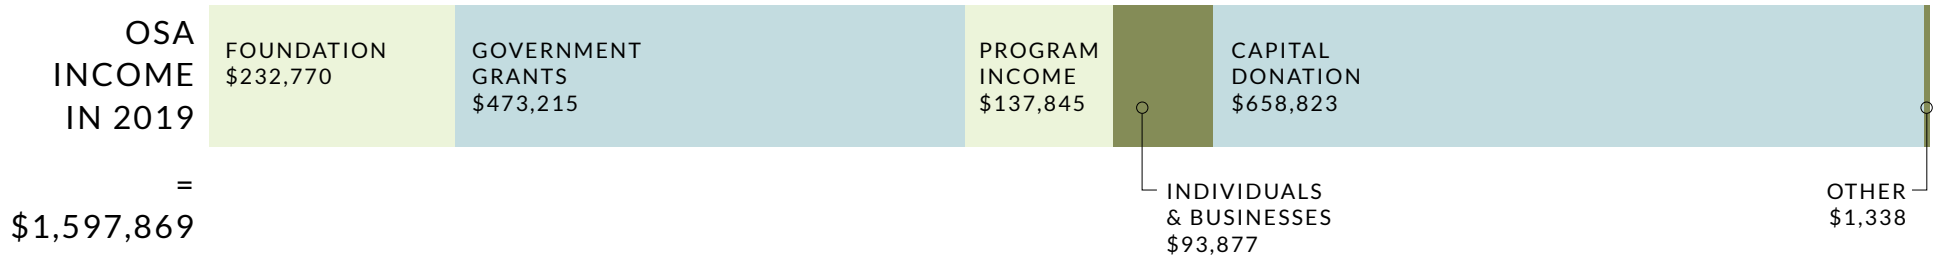 OSA
INCOME
IN 2019
=
$1,597,869
FOUNDATION
$232,770
GOVERNMENT
GRANTS
$473,215
PROGRAM
INCOME
$137,845
INDIVIDUALS
& BUSINESSES
$93,877
CAPITAL
DONATION
$658,823
OTHER
$1,338